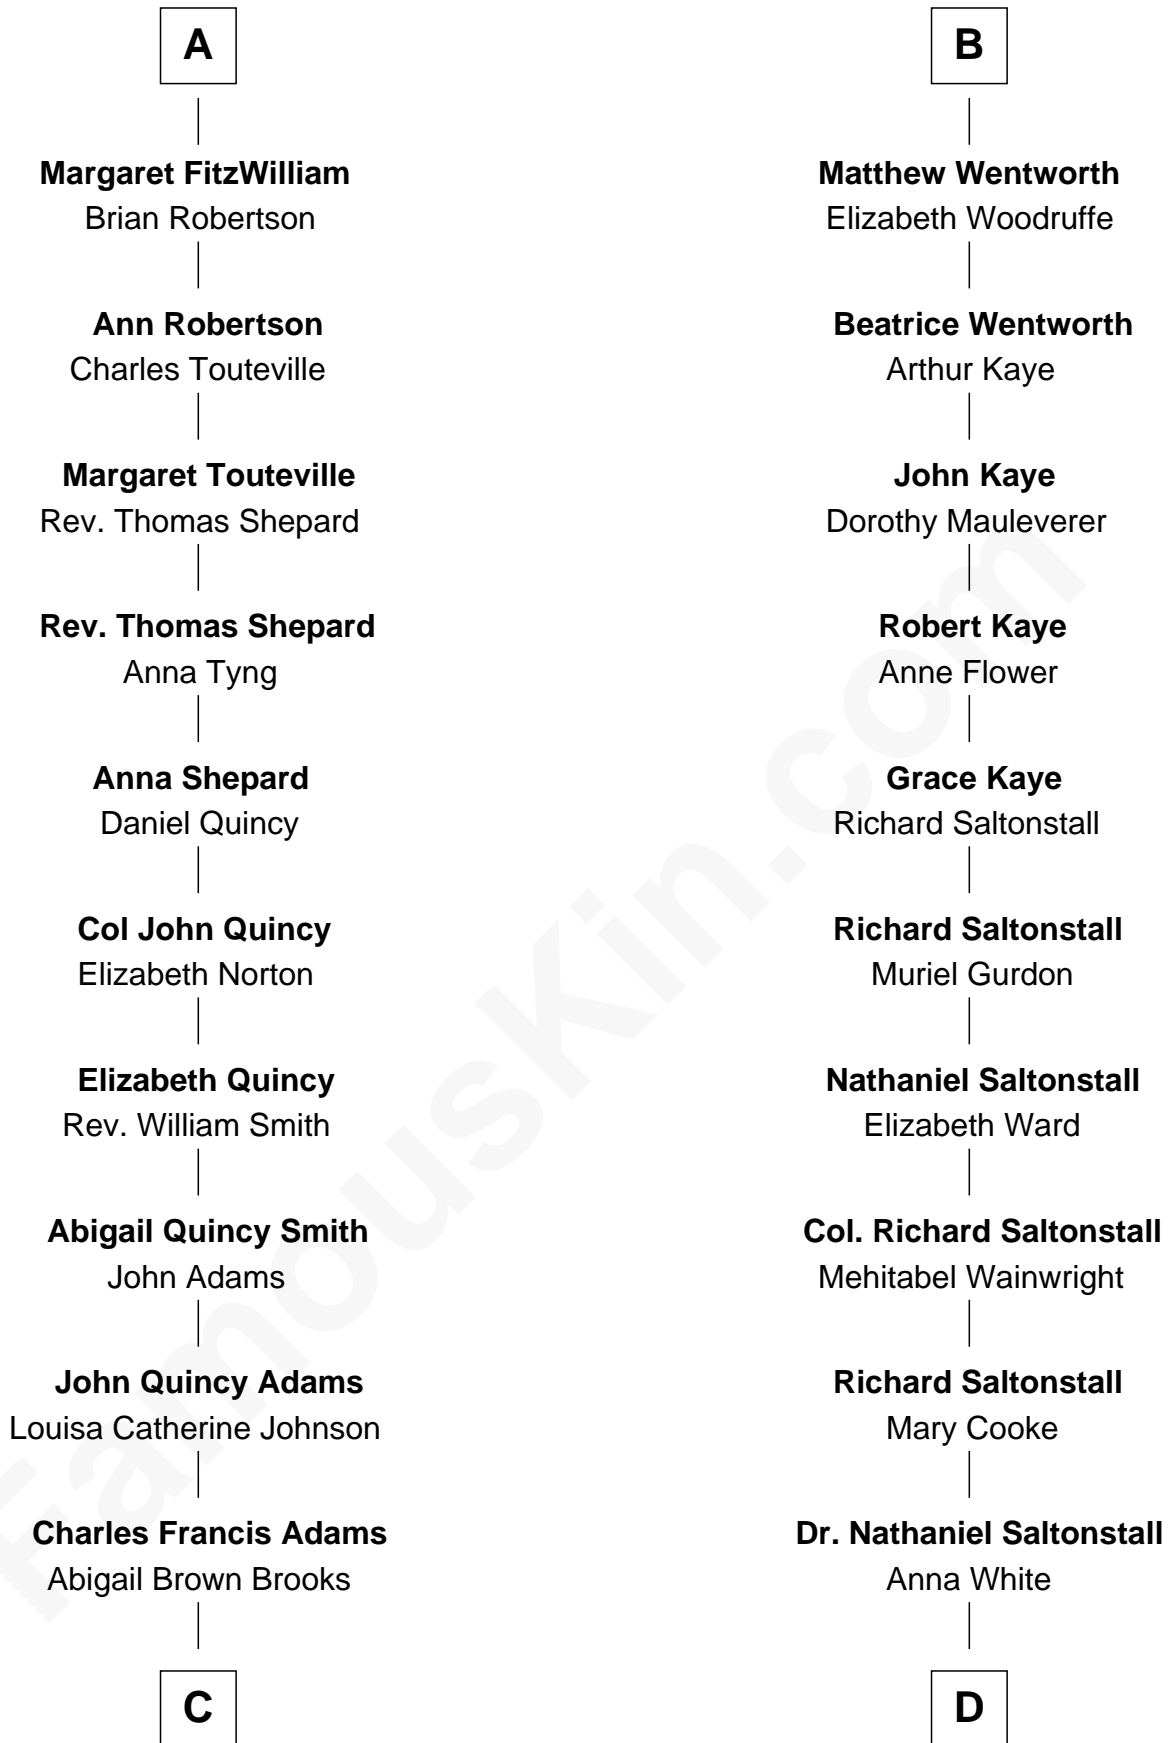 A
Margaret FitzWilliam
Brian Robertson
Ann Robertson
Charles Touteville
Margaret Touteville
Rev. Thomas Shepard
Rev. Thomas Shepard
Anna Tyng
Anna Shepard
Daniel Quincy
Col John Quincy
Elizabeth Norton
Elizabeth Quincy
Rev. William Smith
Abigail Quincy Smith
John Adams
John Quincy Adams
Louisa Catherine Johnson
Charles Francis Adams
Abigail Brown Brooks
C
B
Matthew Wentworth
Elizabeth Woodruffe
Beatrice Wentworth
Arthur Kaye
John Kaye
Dorothy Mauleverer
Robert Kaye
Anne Flower
Grace Kaye
Richard Saltonstall
Richard Saltonstall
Muriel Gurdon
Nathaniel Saltonstall
Elizabeth Ward
Col. Richard Saltonstall
Mehitabel Wainwright
Richard Saltonstall
Mary Cooke
Dr. Nathaniel Saltonstall
Anna White
D
FamousKin.com